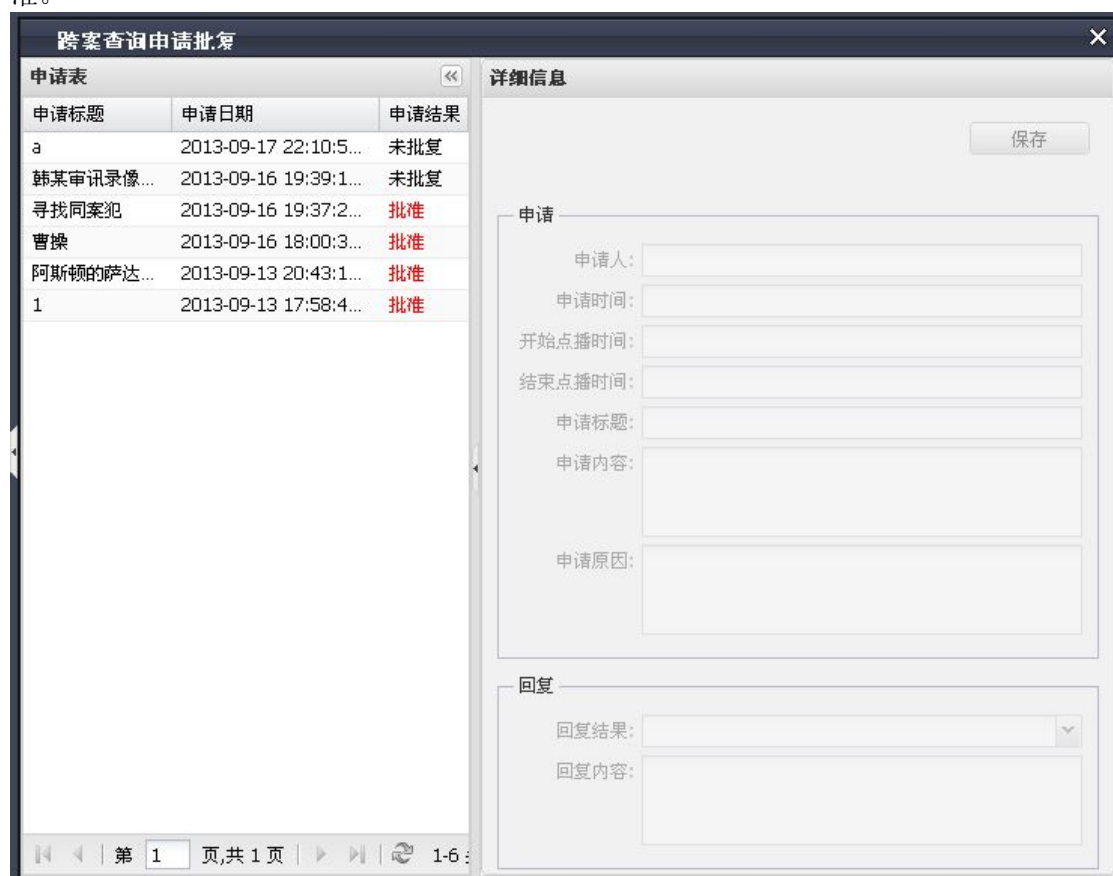 准。
跨案查询申请批复
申请表
申请标题 申请日期 申请结果
a 2013-09-17 22:10:5... 未批复
韩某审讯录像... 2013-09-16 19:39:1... 未批复
寻找同案犯 2013-09-16 19:37:2... 批准
曹操 2013-09-16 18:00:3... 批准
阿斯顿的萨达... 2013-09-13 20:43:1... 批准
1 2013-09-13 17:58:4... 批准
第 1 页,共 1 页 1-6
详细信息
保存
申请
申请人:
申请时间:
开始点播时间:
结束点播时间:
申请标题:
申请内容:
申请原因:
回复
回复结果:
回复内容: